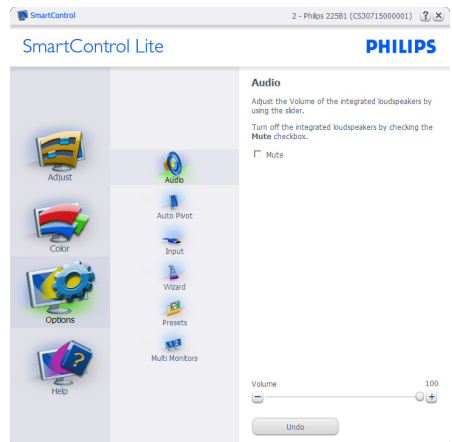 SmartControl
2 - Philips 225B1 (CS30715000001)
?
SmartControl Lite
PHILIPS
Adjust
Color
Options
Help
Audio
Auto Pivot
Input
Wizard
Presets
Multi Monitors
Audio
Adjust the Volume of the integrated loudspeakers by
using the slider.
Turn off the integrated loudspeakers by checking the
Mute checkbox.
Mute
Volume 100
Undo